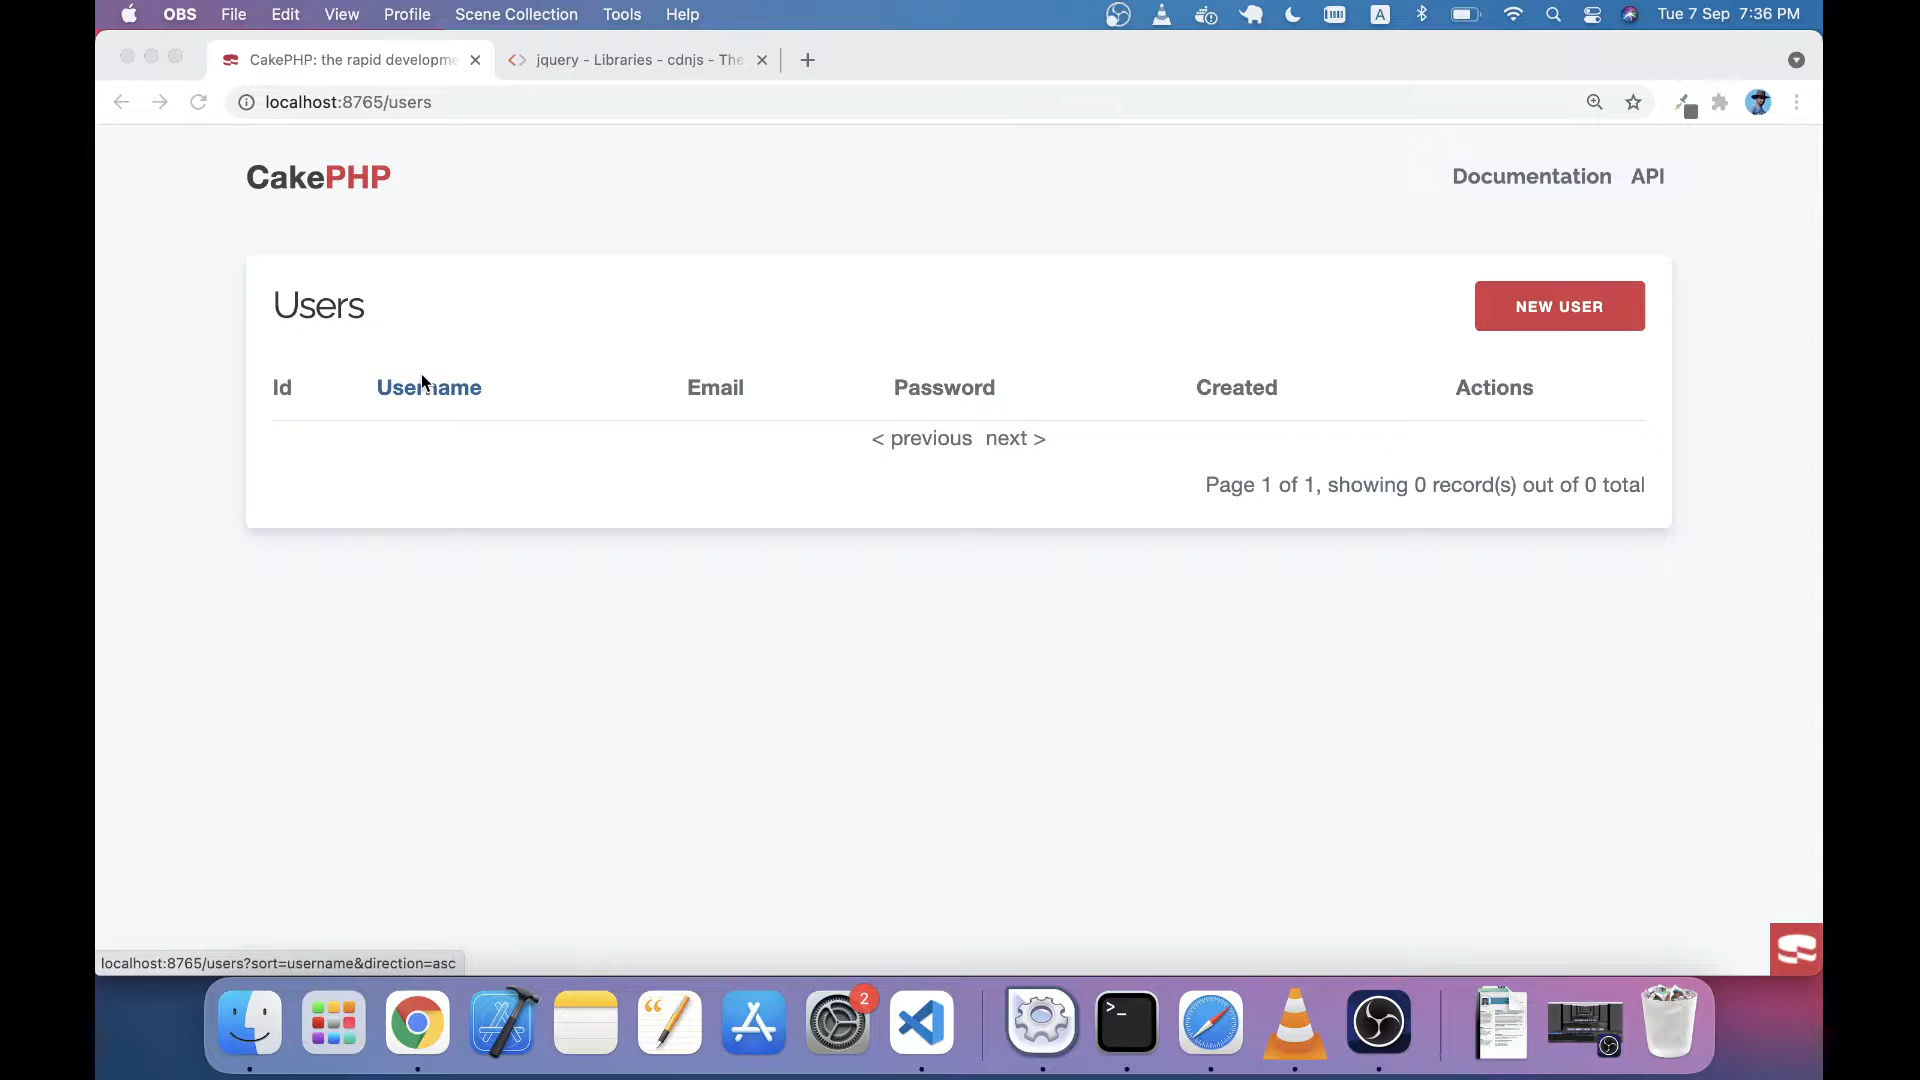 OBS File Edit View Profile Scene Collection Tools Help A Tue 7 Sep 7:36 PM
CakePHP: the rapid developme jquery - Libraries - cdnjs - The
localhost:8765/users
CakePHP Documentation API
Users NEW USER
Id Username Email Password Created Actions
< previous next >
Page 1 of 1, showing 0 record(s) out of 0 total
localhost:8765/users?sort=username&direction=asc
2